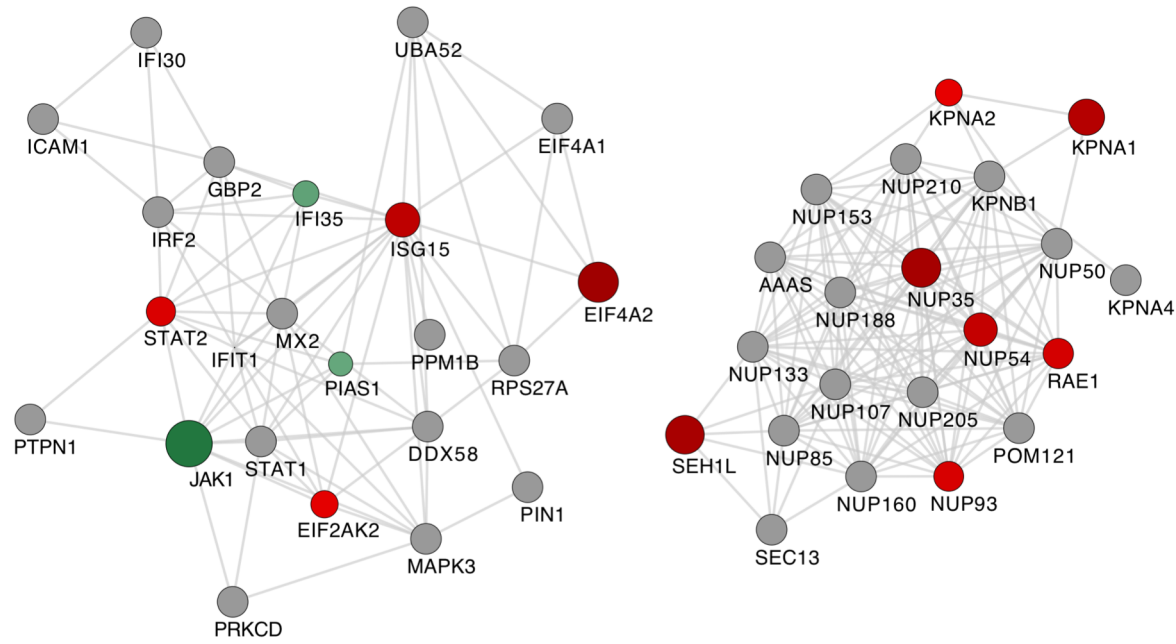 IFI30
UBA52
ICAM1
EIF4A1
GBP2
IFI35
IRF2
ISG15
EIF4A2
STAT2
MX2
IFIT1
PPM1B
PIAS1
RPS27A
PTPN1
DDX58
JAK1
STAT1
PIN1
EIF2AK2
MAPK3
PRKCD
KPNA2
KPNA1
NUP210
KPNB1
NUP153
NUP50
AAAS
NUP35
KPNA4
NUP188
NUP54
NUP133
RAE1
NUP107
NUP205
POM121
SEH1L
NUP85
NUP160
NUP93
SEC13